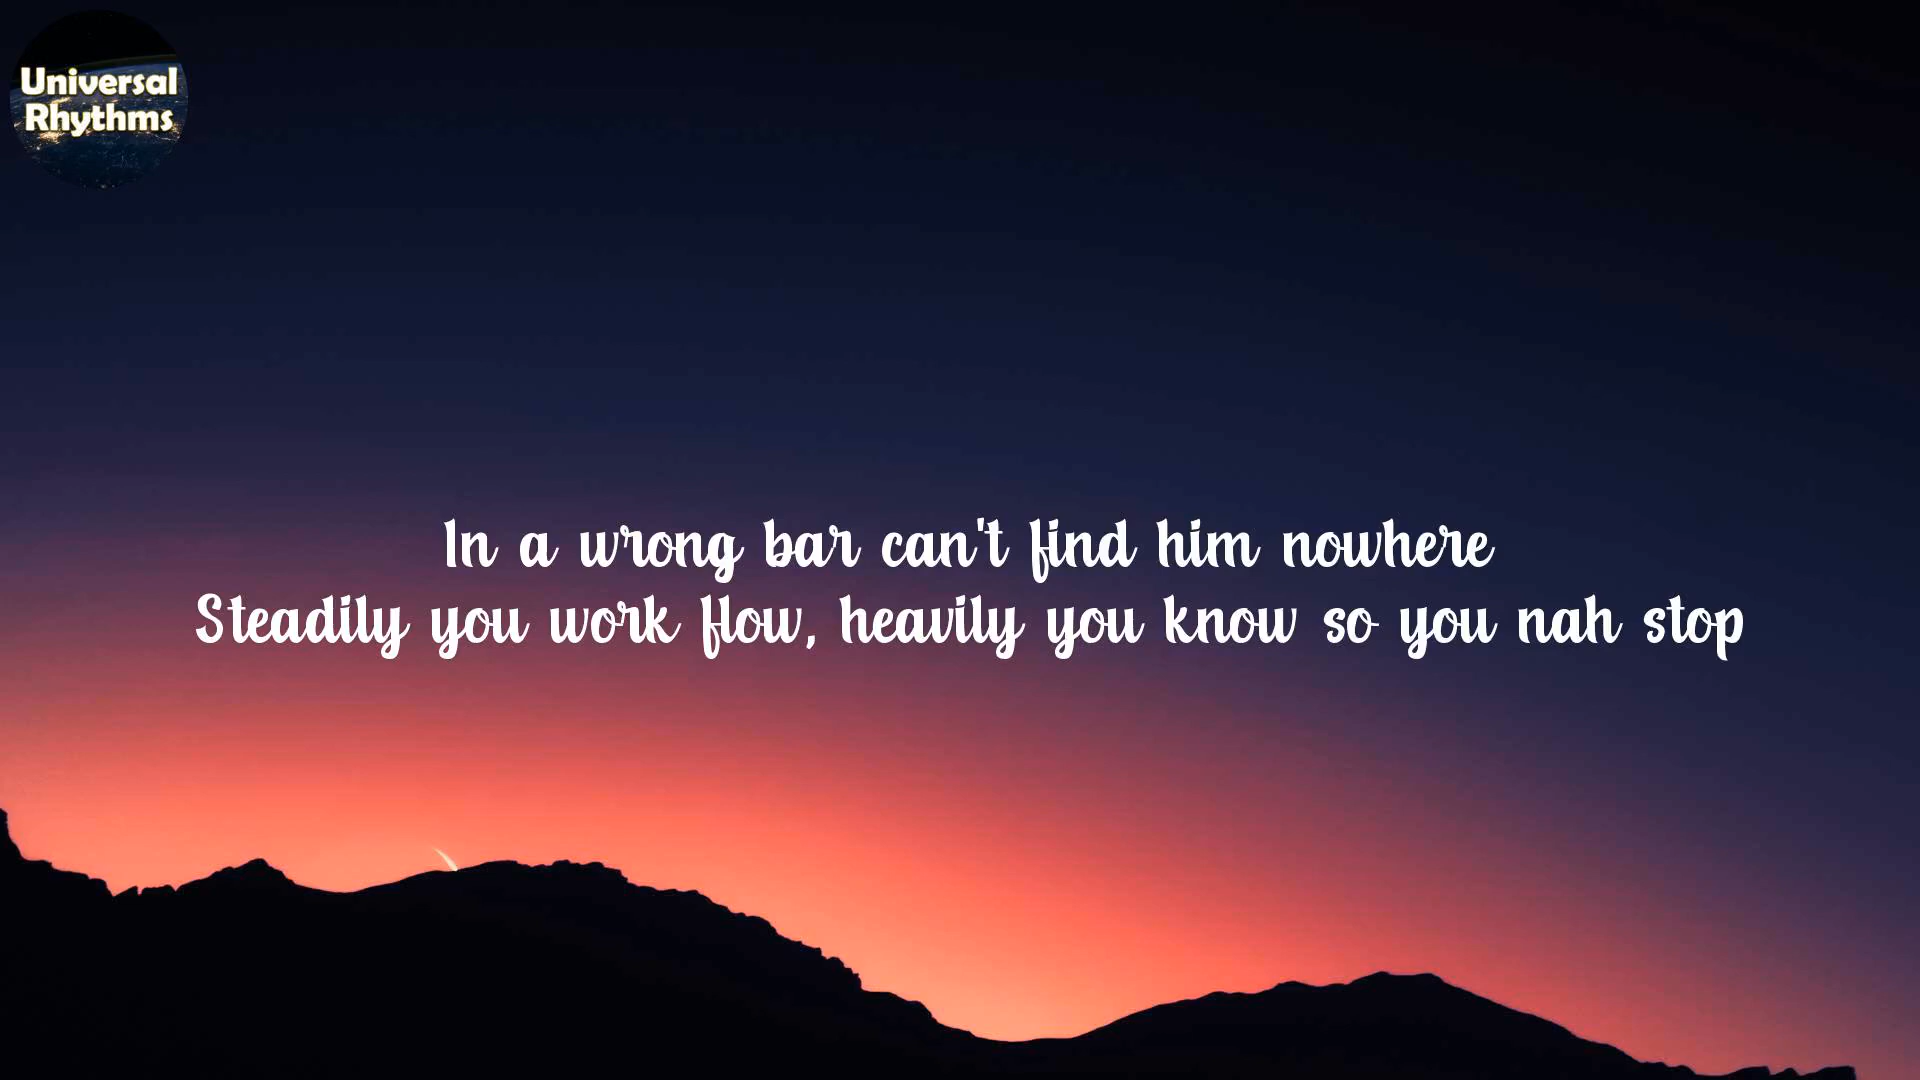 Universal
Rhythms
In a wrong bar can't find him nowhere
Steadily you work flow, heavily you know so you nah stop